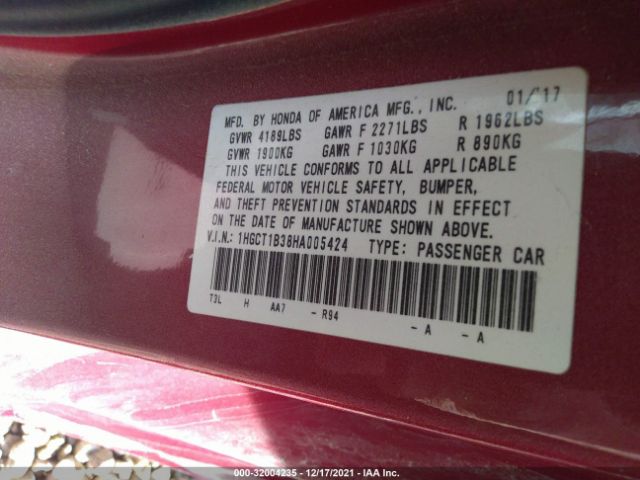 MFD. BY HONDA OF AMERICA MFG., INC. 01/'17
GVWR 4189LBS GAWR F 2271LBS R 1962LBS
GVWR 1900KG GAWR F 1030KG R 890KG
THIS VEHICLE CONFORMS TO ALL APPLICABLE
FEDERAL MOTOR VEHICLE SAFETY, BUMPER,
AND THEFT PREVENTION STANDARDS IN EFFECT
ON THE DATE OF MANUFACTURE SHOWN ABOVE.
V.I.N.: 1HGCT1B38HA005424 TYPE: PASSENGER CAR
T3L H AA7 - R94 - A - A
000-32004235 - 12/17/2021 - IAA Inc.